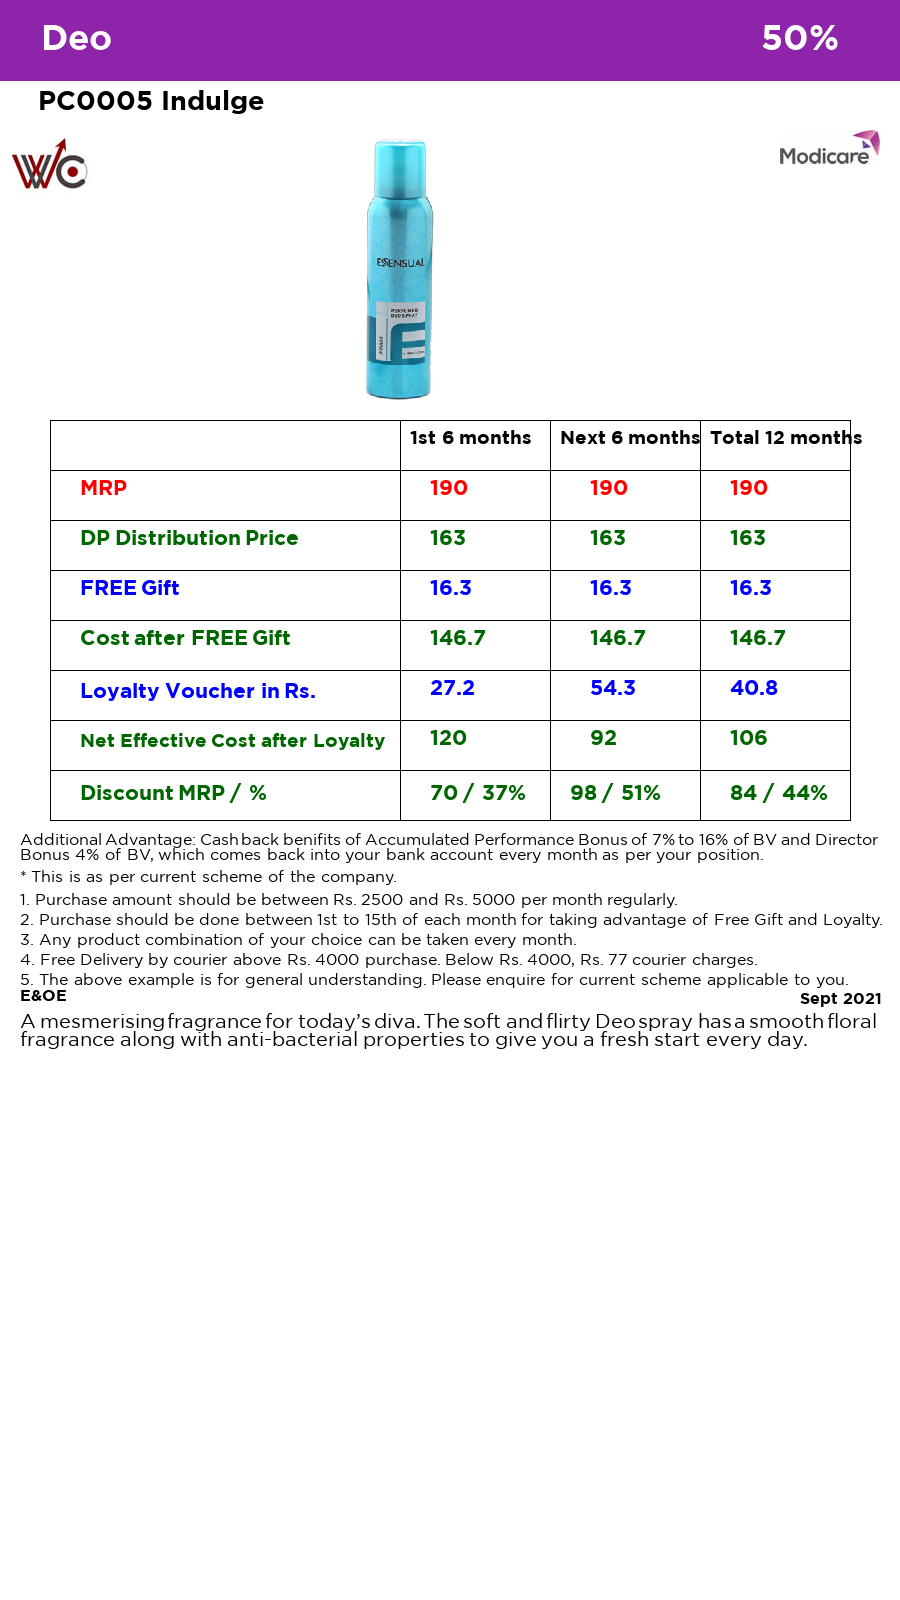 Deo 50%
PC0005 Indulge
WC
Modicare
ESSENSUAL
PERFUMED
DEO SPRAY
1st 6 months Next 6 months Total 12 months
MRP 190 190 190
DP Distribution Price 163 163 163
FREE Gift 16.3 16.3 16.3
Cost after FREE Gift 146.7 146.7 146.7
Loyalty Voucher in Rs. 27.2 54.3 40.8
Net Effective Cost after Loyalty 120 92 106
Discount MRP / % 70 / 37% 98 / 51% 84 / 44%
Additional Advantage: Cash back benifits of Accumulated Performance Bonus of 7% to 16% of BV and Director
Bonus 4% of BV, which comes back into your bank account every month as per your position.
* This is as per current scheme of the company.
1. Purchase amount should be between Rs. 2500 and Rs. 5000 per month regularly.
2. Purchase should be done between 1st to 15th of each month for taking advantage of Free Gift and Loyalty.
3. Any product combination of your choice can be taken every month.
4. Free Delivery by courier above Rs. 4000 purchase. Below Rs. 4000, Rs. 77 courier charges.
5. The above example is for general understanding. Please enquire for current scheme applicable to you.
E&OE Sept 2021
A mesmerising fragrance for today’s diva. The soft and flirty Deo spray has a smooth floral
fragrance along with anti-bacterial properties to give you a fresh start every day.